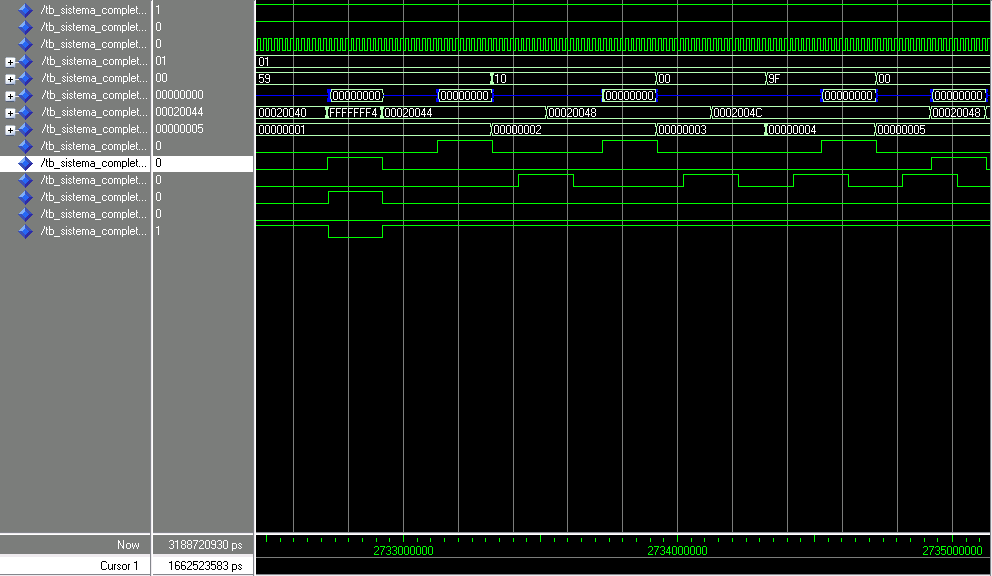 /tb_sistema_complet... 1
/tb_sistema_complet... 0
/tb_sistema_complet... 0
/tb_sistema_complet... 01 01
/tb_sistema_complet... 00 59 10 00 9F 00
/tb_sistema_complet... 00000000 00000000 00000000 00000000 00000000 00000000
/tb_sistema_complet... 00020044 00020040 FFFFFFF4 00020044 00020048 0002004C 00020048
/tb_sistema_complet... 00000005 00000001 00000002 00000003 00000004 00000005
/tb_sistema_complet... 0
/tb_sistema_complet... 0
/tb_sistema_complet... 0
/tb_sistema_complet... 0
/tb_sistema_complet... 0
/tb_sistema_complet... 1
Now 3188720930 ps 2733000000 2734000000 2735000000
Cursor 1 1662523583 ps